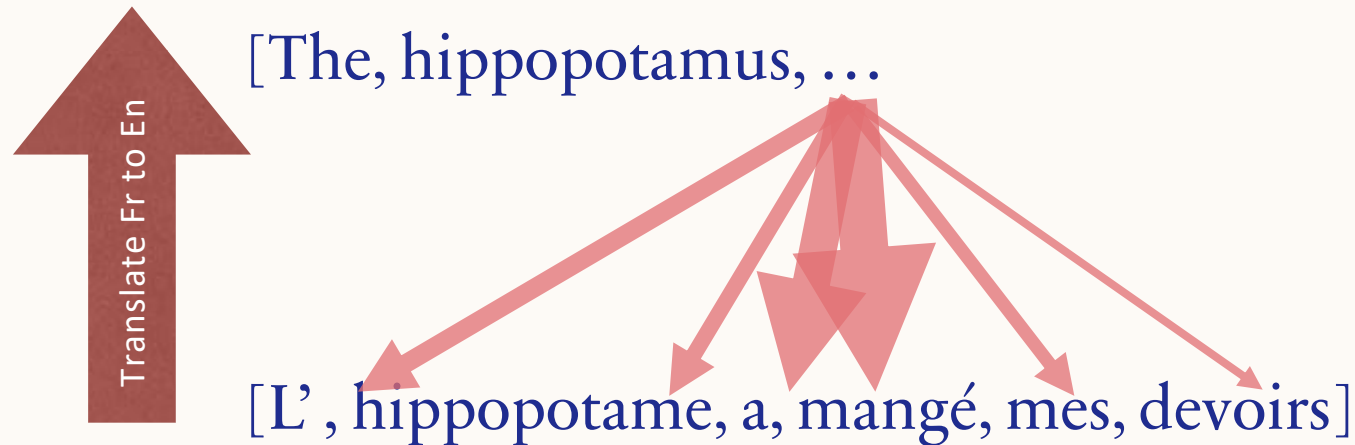 [The, hippopotamus, …
Translate Fr to En
[L’, hippopotame, a, mangé, mes, devoirs]